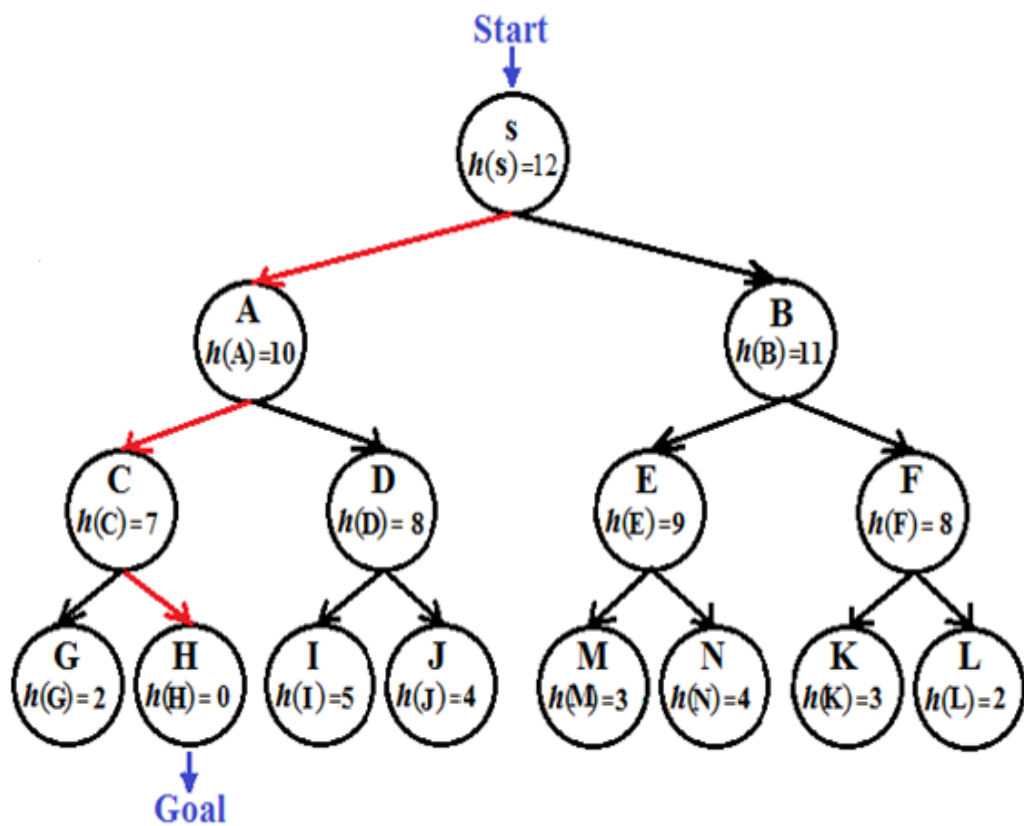 Start
s
h(s)=12
A
h(A)=10
B
h(B)=11
C
h(C)=7
D
h(D)= 8
E
h(E)=9
F
h(F)= 8
G
h(G)= 2
H
h(H)= 0
I
h(I)=5
J
h(J)=4
M
h(M)=3
N
h(N)=4
K
h(K)=3
L
h(L)=2
Goal